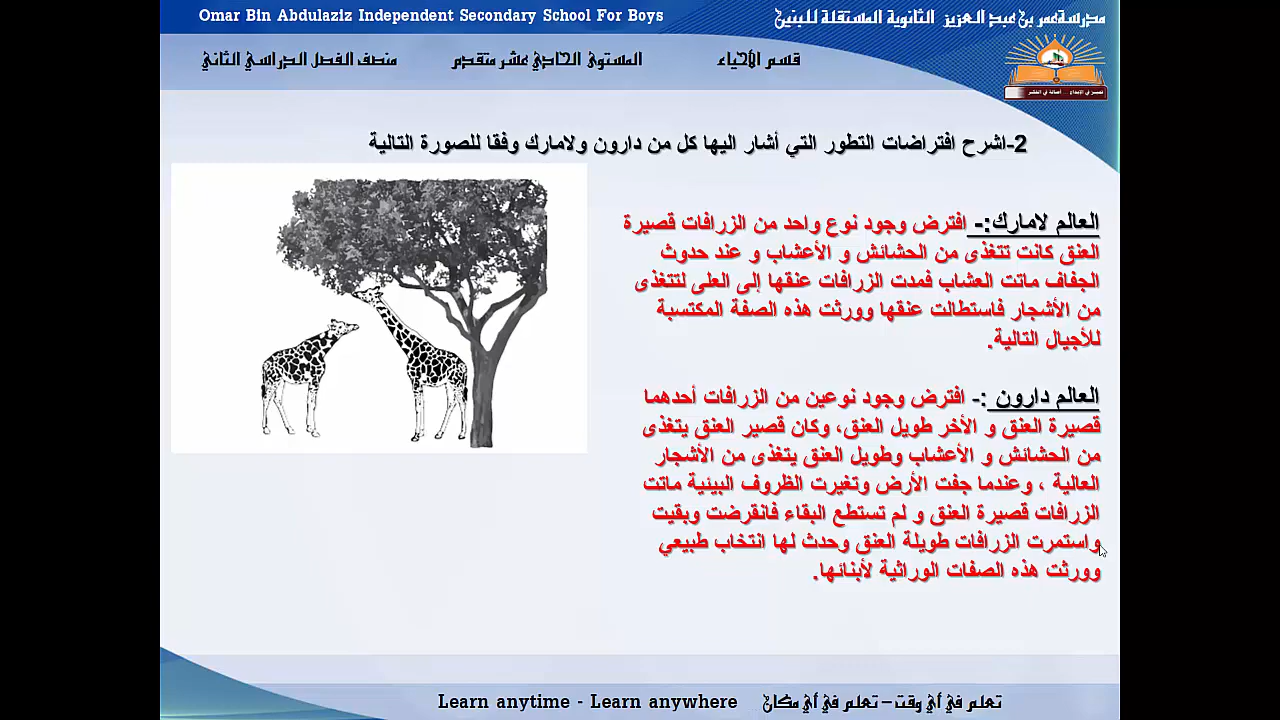 Omar Bin Abdulaziz Independent Secondary School For Boys
مدرسة عمر بن عبد العزيز الثانوية المستقلة للبنين
قسم الأحياء
المستوى الحادي عشر متقدم
منصف الفصل الدراسي الثاني
2-اشرح افتراضات التطور التي أشار اليها كل من دارون ولامارك وفقا للصورة التالية
العالم لامارك:- افترض وجود نوع واحد من الزرافات قصيرة
العنق كانت تتغذى من الحشائش و الأعشاب و عند حدوث
الجفاف ماتت العشاب فمدت الزرافات عنقها إلى العلى لتتغذى
من الأشجار فاستطالت عنقها وورثت هذه الصفة المكتسبة
للأجيال التالية.
العالم دارون :- افترض وجود نوعين من الزرافات أحدهما
قصيرة العنق و الأخر طويل العنق، وكان قصير العنق يتغذى
من الحشائش و الأعشاب وطويل العنق يتغذى من الأشجار
العالية ، وعندما جفت الأرض وتغيرت الظروف البيئية ماتت
الزرافات قصيرة العنق و لم تستطع البقاء فانقرضت وبقيت
واستمرت الزرافات طويلة العنق وحدث لها انتخاب طبيعي
وورثت هذه الصفات الوراثية لأبنائها.
Learn anytime - Learn anywhere
تعلم في أي وقت – تعلم في أي مكان